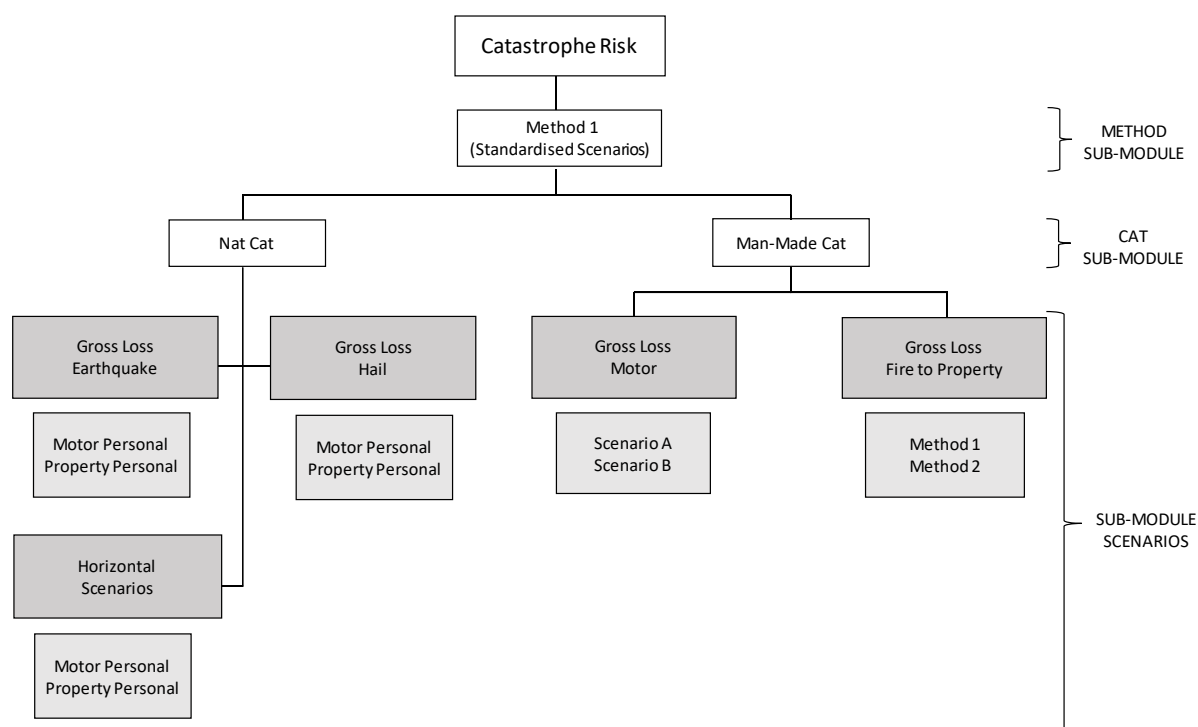 Catastrophe Risk
Method 1
(Standardised Scenarios)
METHOD
SUB-MODULE
Nat Cat
Man-Made Cat
CAT
SUB-MODULE
Gross Loss
Earthquake
Gross Loss
Hail
Gross Loss
Motor
Gross Loss
Fire to Property
Motor Personal
Property Personal
Motor Personal
Property Personal
Scenario A
Scenario B
Method 1
Method 2
SUB-MODULE
SCENARIOS
Horizontal
Scenarios
Motor Personal
Property Personal